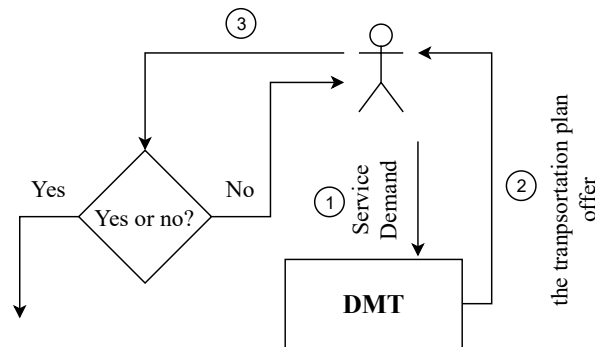 3
Yes
Yes or no?
No
1
Service
Demand
2
the tranpsortation plan
offer
DMT